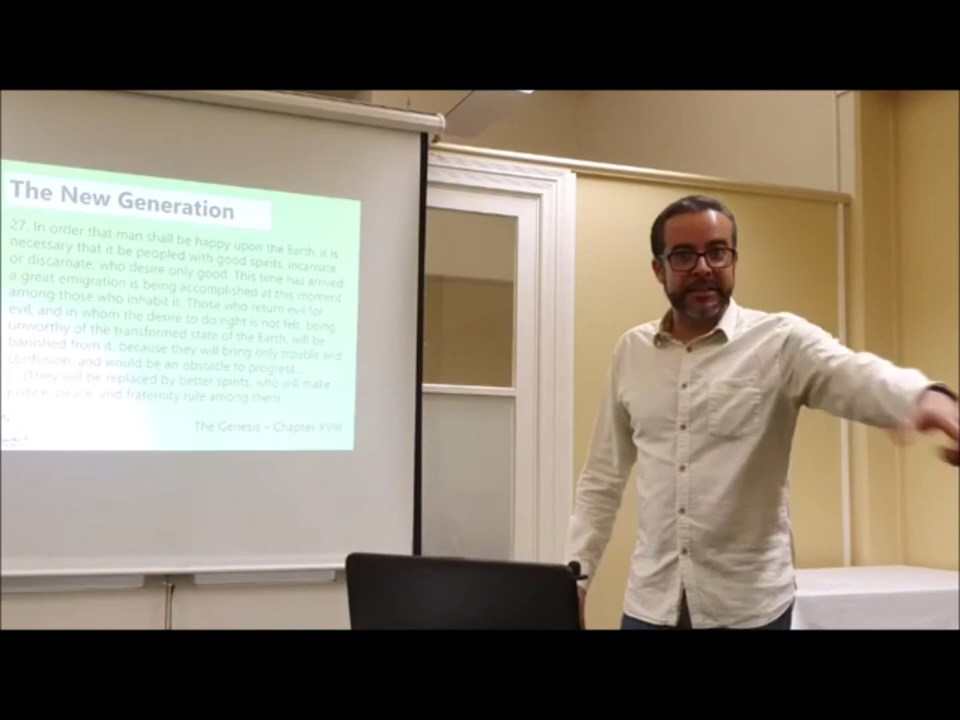 The New Generation
27. In order that man shall be happy upon the Earth, it is
necessary that it be peopled with good spirits, incarnate
or discarnate, who desire only good. This time has arrived:
a great emigration is being accomplished at this moment
among those who inhabit it. Those who return evil for
evil, and in whom the desire to do right is not felt, being
unworthy of the transformed state of the Earth, will be
banished from it, because they will bring only trouble and
confusion, and would be an obstacle to progress...
(They will be replaced by better spirits, who will make
justice, peace, and fraternity rule among them
The Genesis – Chapter XVIII